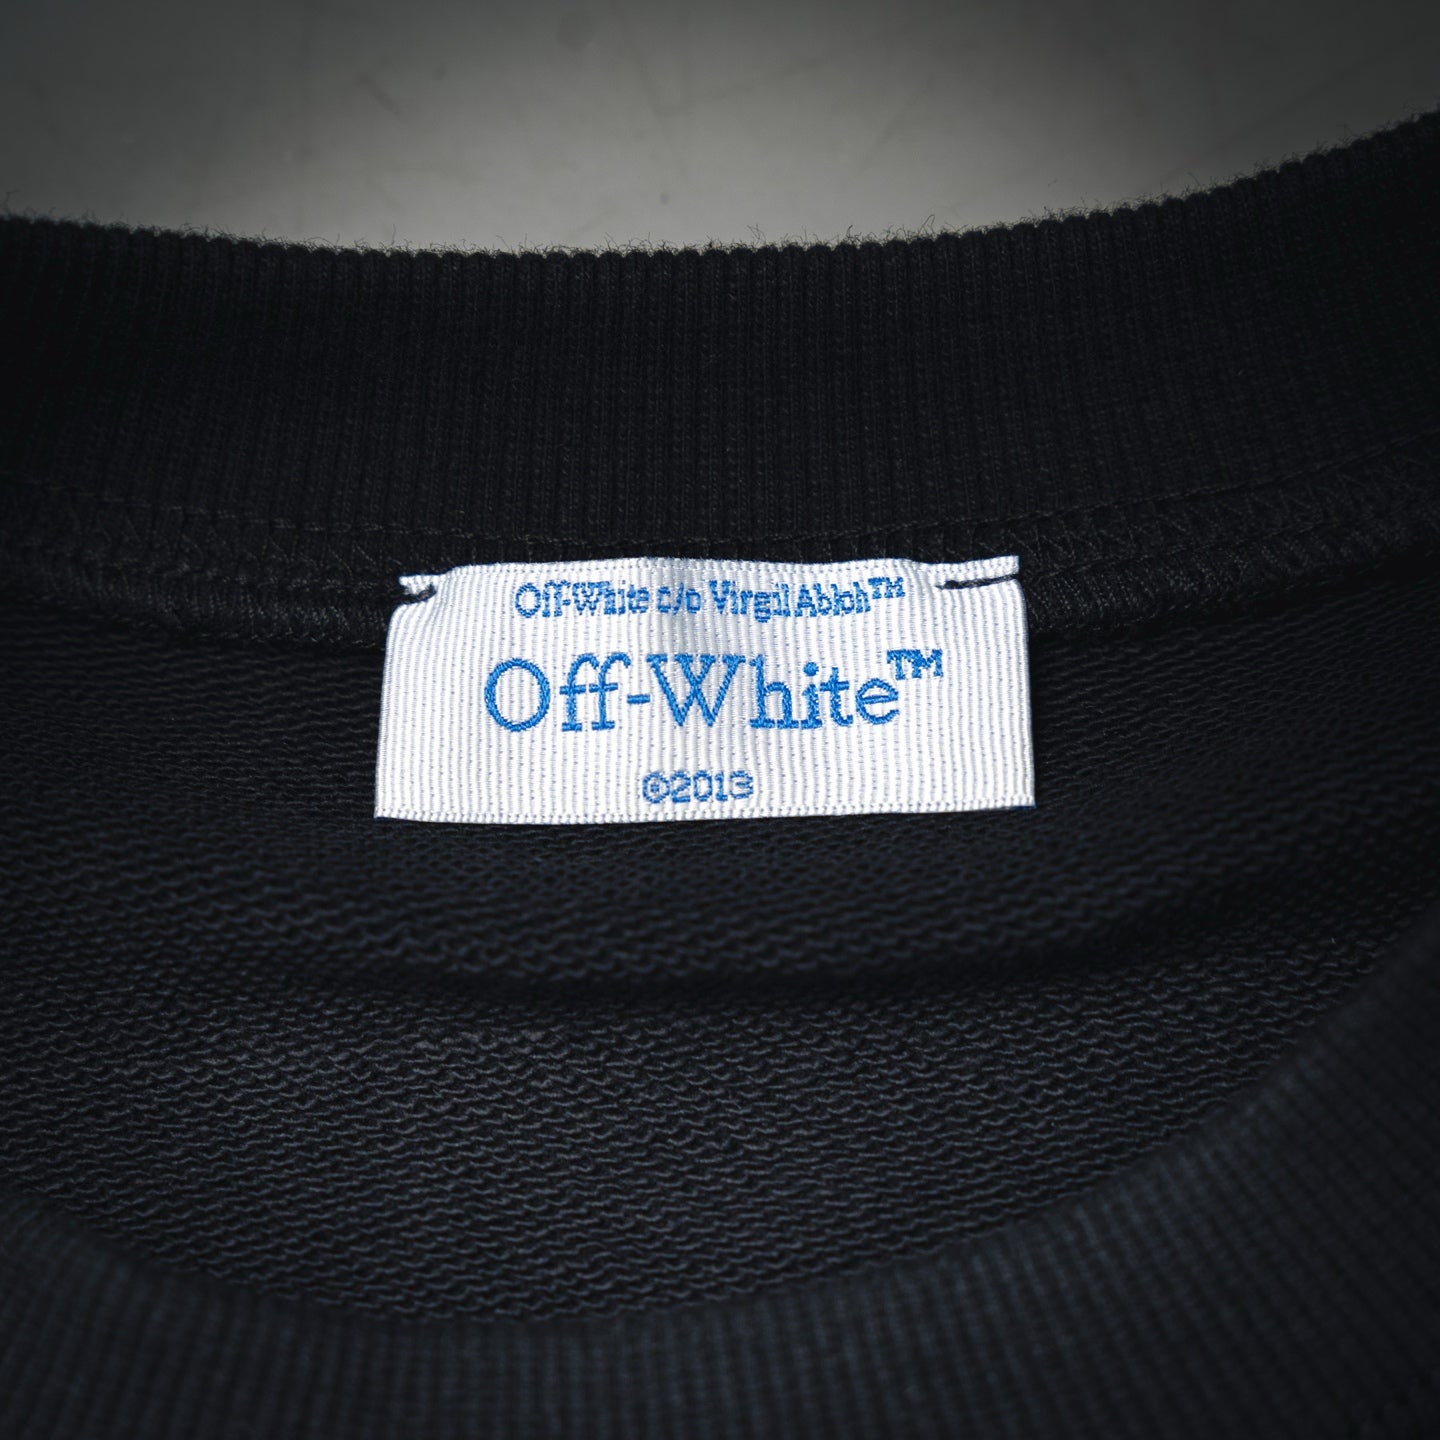 Off-White c/o Virgil Abloh™
Off-White™
©2013